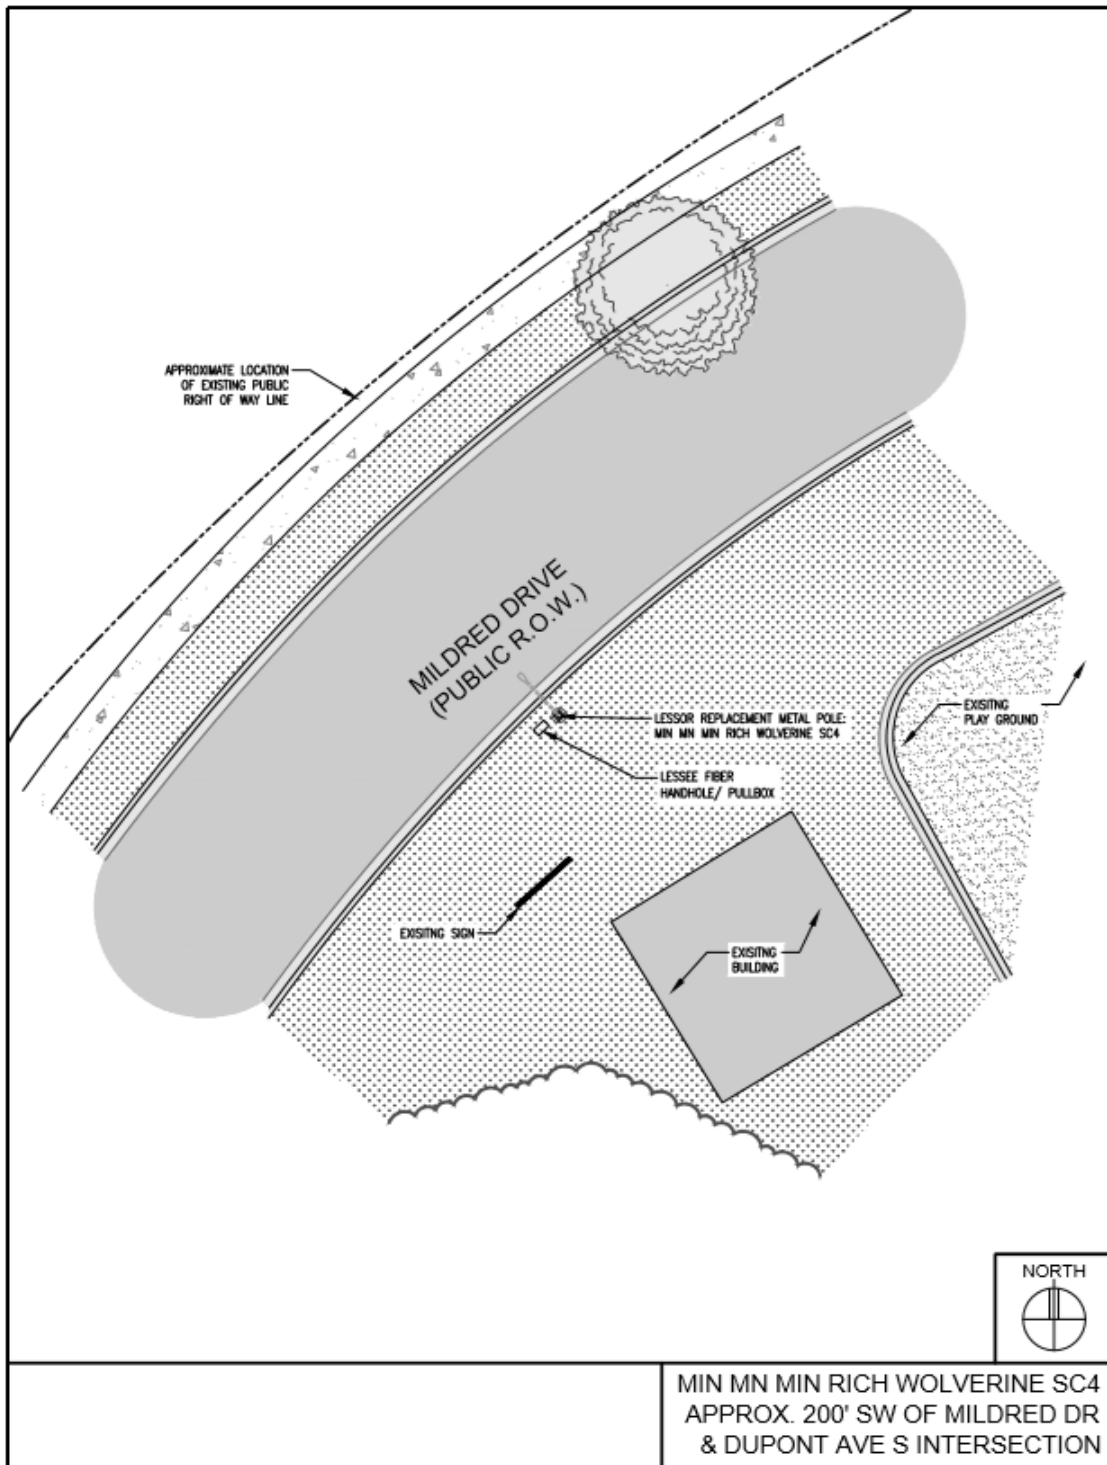 APPROXIMATE LOCATION
OF EXISTING PUBLIC
RIGHT OF WAY LINE
MILDRED DRIVE
(PUBLIC R.O.W.)
LESSOR REPLACEMENT METAL POLE:
MIN MN MIN RICH WOLVERINE SC4
EXISITNG
PLAY GROUND
LESSEE FIBER
HANDHOLE/ PULLBOX
EXISITNG SIGN
EXISITNG
BUILDING
NORTH
MIN MN MIN RICH WOLVERINE SC4
APPROX. 200' SW OF MILDRED DR
& DUPONT AVE S INTERSECTION